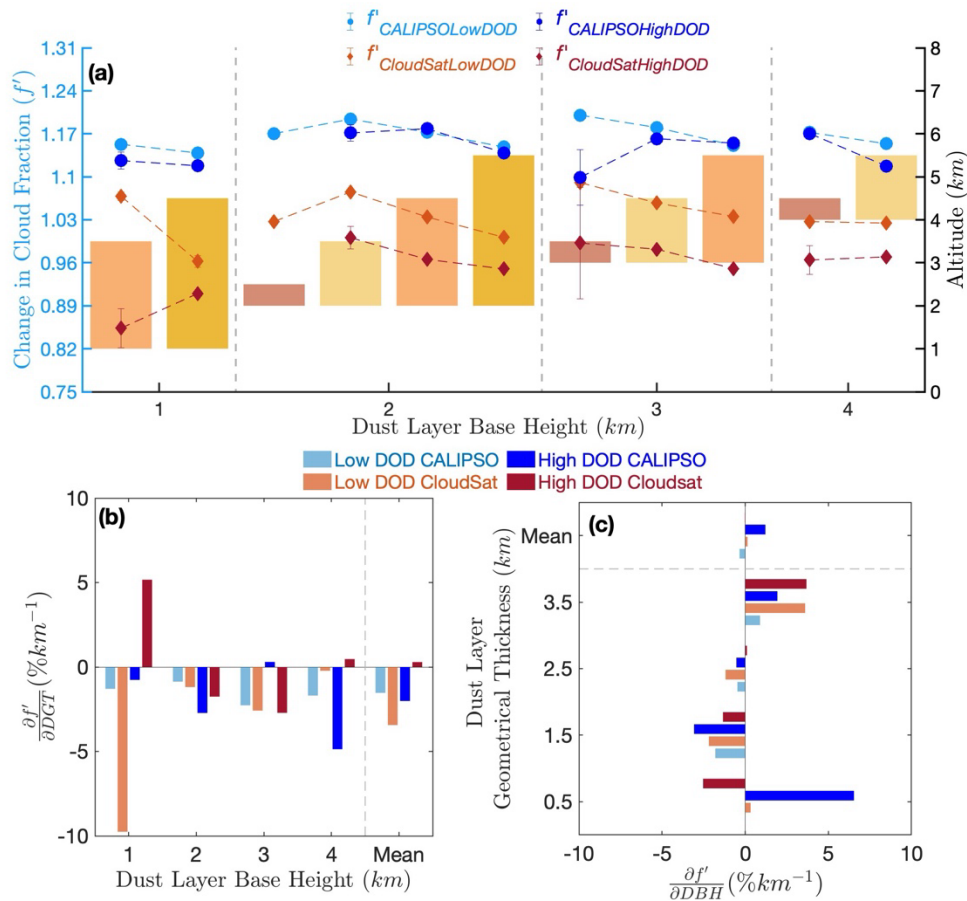 f'CALIPSOLowDOD
f'CALIPSOHighDOD
f'CloudSatLowDOD
f'CloudSatHighDOD
(a)
Change in Cloud Fraction (f')
1.31
1.24
1.17
1.1
1.03
0.96
0.89
0.82
0.75
8
7
6
5
4
3
2
1
0
Altitude (km)
1 2 3 4
Dust Layer Base Height (km)
Low DOD CALIPSO
High DOD CALIPSO
Low DOD CloudSat
High DOD Cloudsat
(b)
∂f'/∂DGT (%km⁻¹)
10
5
0
-5
-10
1 2 3 4 Mean
Dust Layer Base Height (km)
(c)
Dust Layer
Geometrical Thickness (km)
Mean
3.5
2.5
1.5
0.5
-10 -5 0 5 10
∂f'/∂DBH (%km⁻¹)